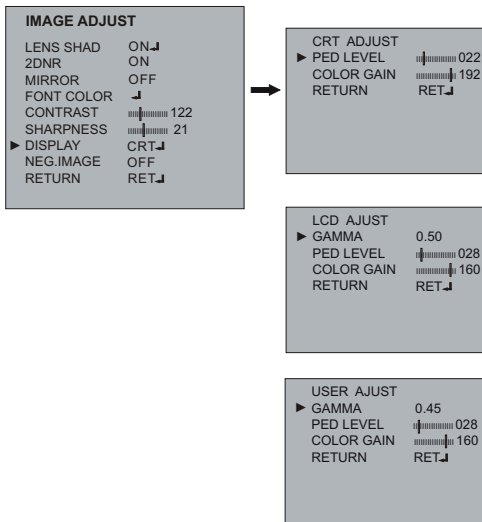 IMAGE ADJUST
LENS SHAD ON
2DNR ON
MIRROR OFF
FONT COLOR
CONTRAST 122
SHARPNESS 21
DISPLAY CRT
NEG.IMAGE OFF
RETURN RET
CRT ADJUST
PED LEVEL 022
COLOR GAIN 192
RETURN RET
LCD AJUST
GAMMA 0.50
PED LEVEL 028
COLOR GAIN 160
RETURN RET
USER AJUST
GAMMA 0.45
PED LEVEL 028
COLOR GAIN 160
RETURN RET